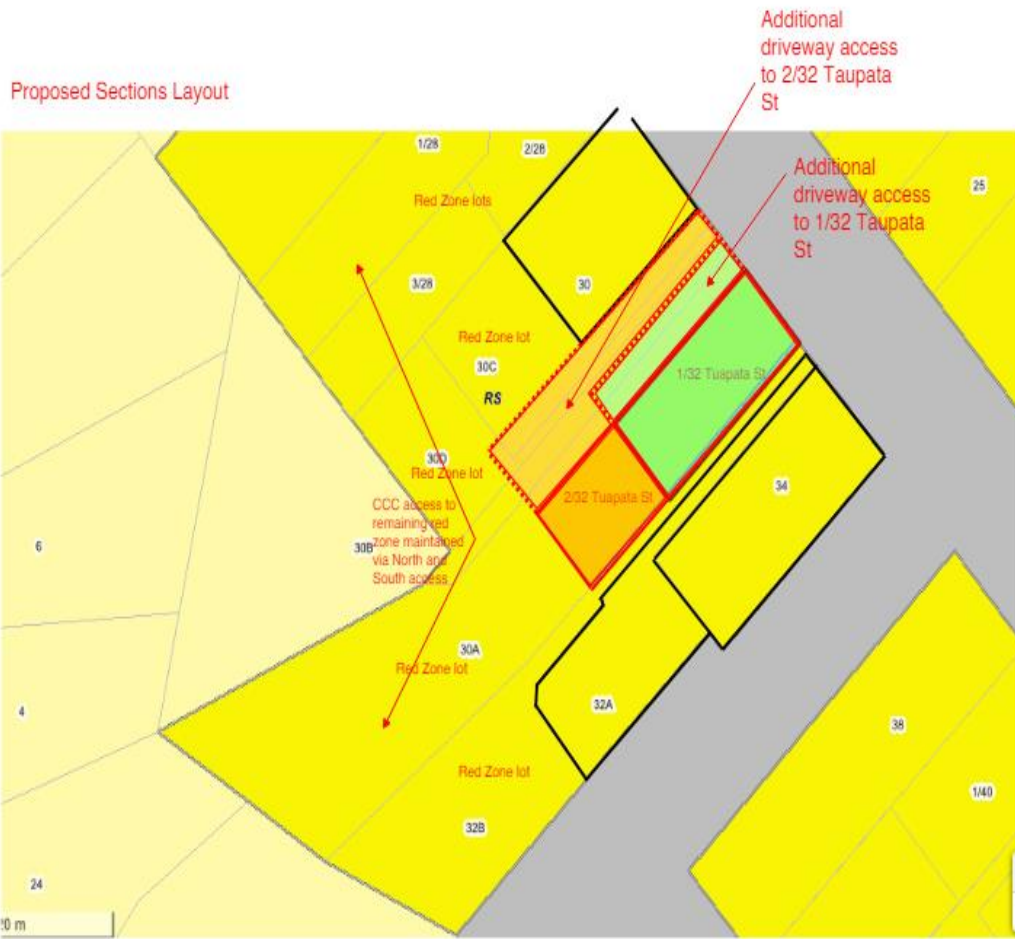 Additional
driveway access
to 2/32 Taupata
St
Proposed Sections Layout
1/28
2/28
Additional
driveway access
to 1/32 Taupata
St
25
Red Zone lots
3/28
30
Red Zone lot
30C
RS
1/32 Tuapata St
30D
Red Zone lot
34
2/32 Tuapata St
CCC access to
remaining red
zone maintained
via North and
South access
6
30B
30A
Red Zone lot
4
32A
38
Red Zone lot
1/40
32B
24
20 m